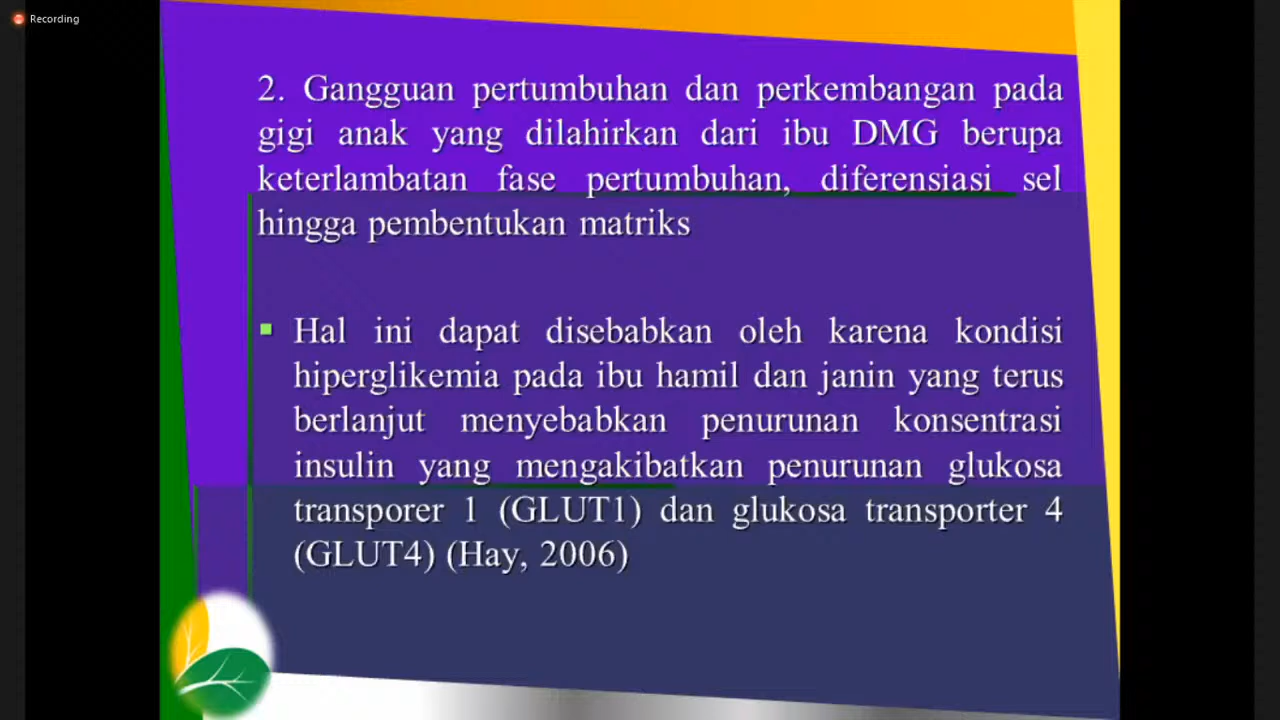 Recording
2. Gangguan pertumbuhan dan perkembangan pada
gigi anak yang dilahirkan dari ibu DMG berupa
keterlambatan fase pertumbuhan, diferensiasi sel
hingga pembentukan matriks
Hal ini dapat disebabkan oleh karena kondisi
hiperglikemia pada ibu hamil dan janin yang terus
berlanjut menyebabkan penurunan konsentrasi
insulin yang mengakibatkan penurunan glukosa
transporer 1 (GLUT1) dan glukosa transporter 4
(GLUT4) (Hay, 2006)